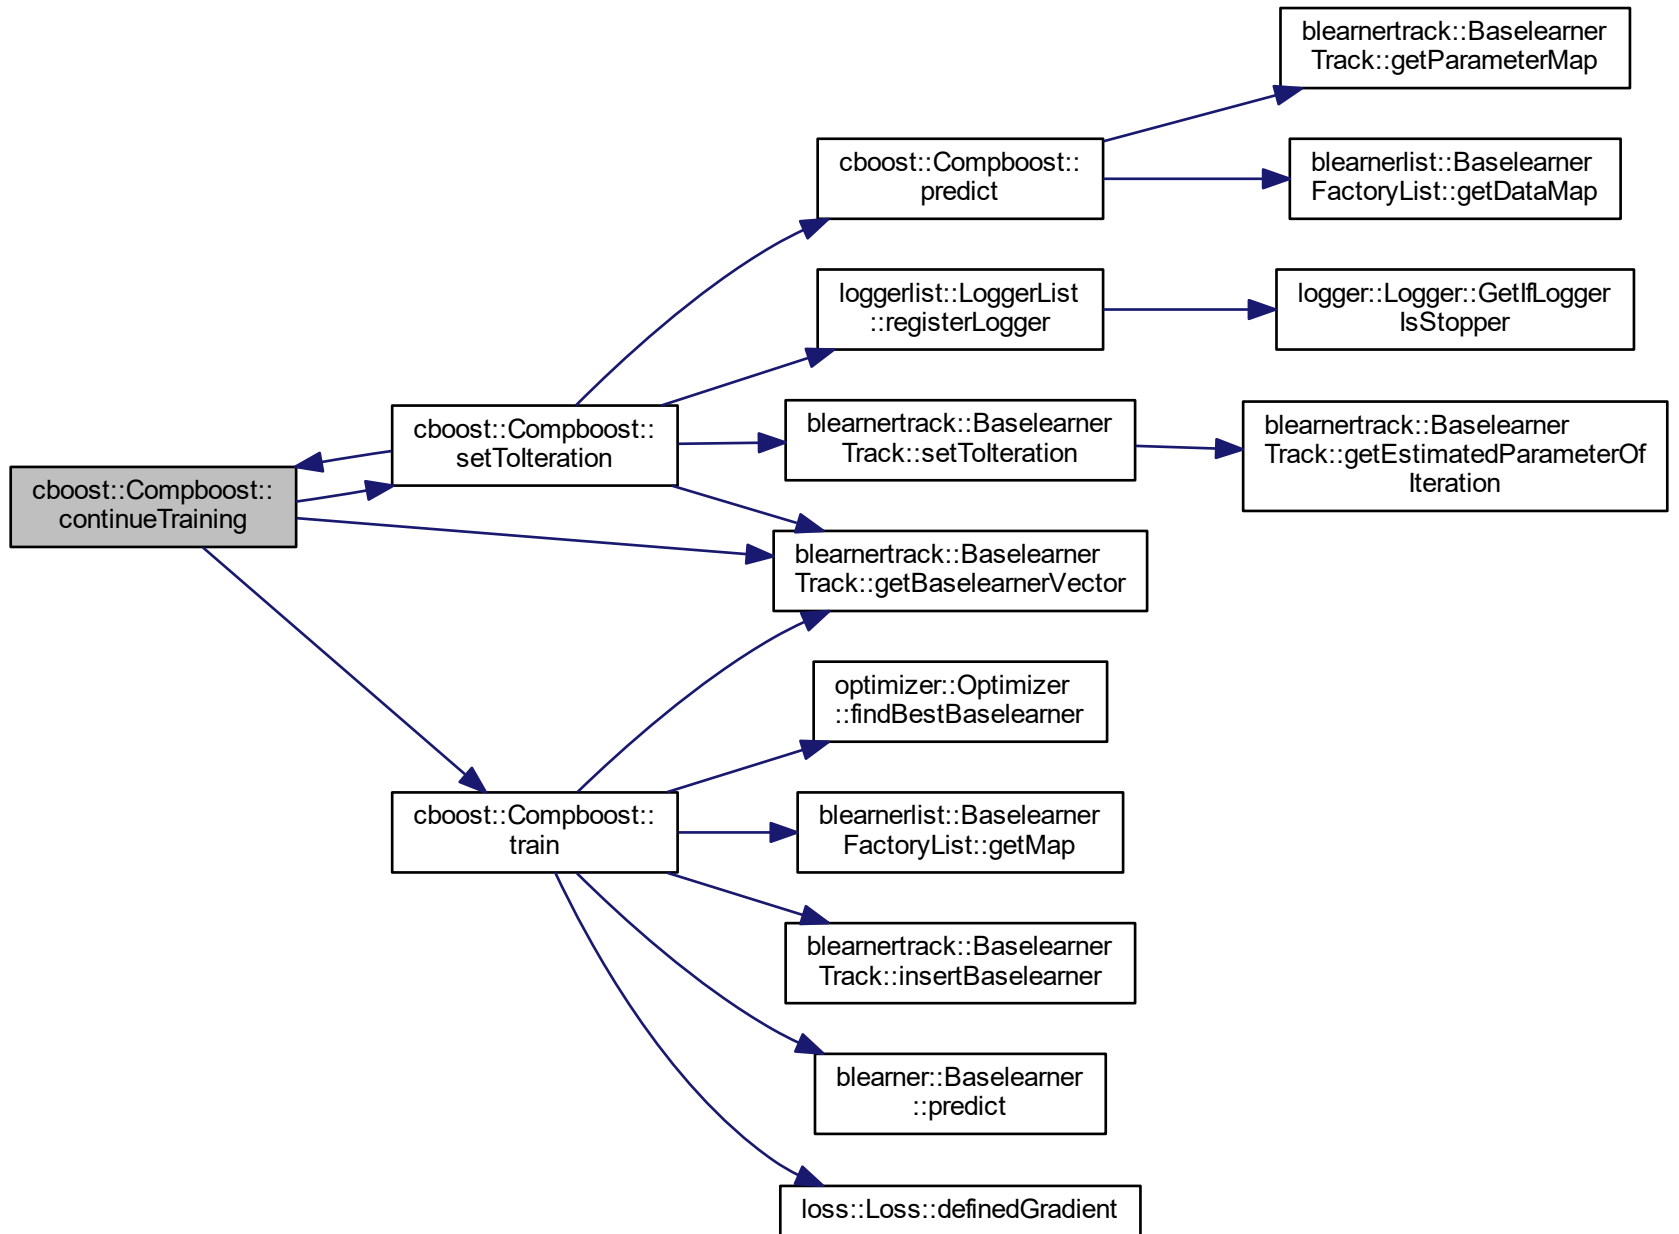 cboost::Compboost::
continueTraining
cboost::Compboost::
setToIteration
cboost::Compboost::
train
cboost::Compboost::
predict
loggerlist::LoggerList
::registerLogger
blearnertrack::Baselearner
Track::setToIteration
blearnertrack::Baselearner
Track::getBaselearnerVector
optimizer::Optimizer
::findBestBaselearner
blearnerlist::Baselearner
FactoryList::getMap
blearnertrack::Baselearner
Track::insertBaselearner
blearner::Baselearner
::predict
loss::Loss::definedGradient
blearnertrack::Baselearner
Track::getParameterMap
blearnerlist::Baselearner
FactoryList::getDataMap
logger::Logger::GetIfLogger
IsStopper
blearnertrack::Baselearner
Track::getEstimatedParameterOf
Iteration